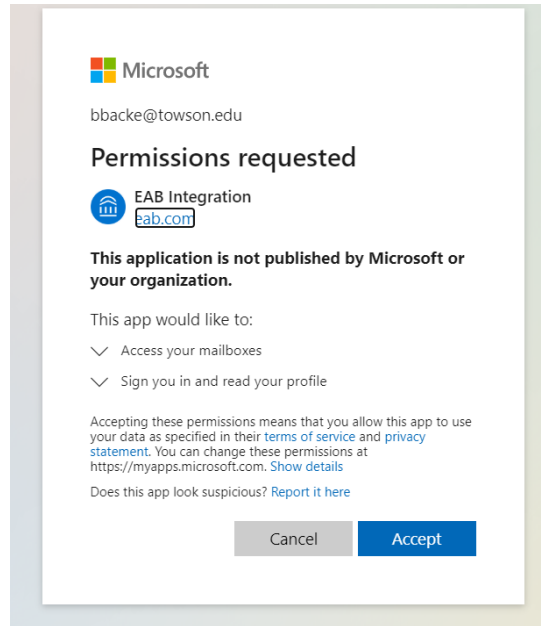 Microsoft
bbacke@towson.edu
Permissions requested
EAB Integration
eab.com
This application is not published by Microsoft or
your organization.
This app would like to:
Access your mailboxes
Sign you in and read your profile
Accepting these permissions means that you allow this app to use
your data as specified in their terms of service and privacy
statement. You can change these permissions at
https://myapps.microsoft.com. Show details
Does this app look suspicious? Report it here
Cancel Accept